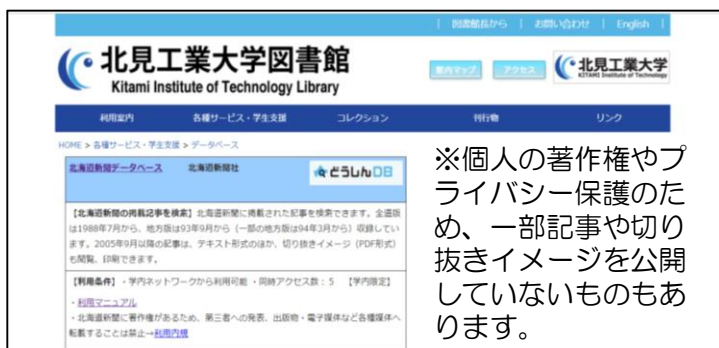 | 図書館長から | お問い合わせ | English |
北見工業大学図書館
Kitami Institute of Technology Library
案内マップ アクセス
北見工業大学
KITAMI Institute of Technology
利用案内 各種サービス・学生支援 コレクション 刊行物 リンク
HOME > 各種サービス・学生支援 > データベース
北海道新聞データベース 北海道新聞社 どうしんDB
【北海道新聞の掲載記事を検索】北海道新聞に掲載された記事を検索できます。全道版
は1988年7月から、地方版は93年9月から（一部の地方版は94年3月から）収録してい
ます。2005年9月以降の記事は、テキスト形式のほか、切り抜きイメージ（PDF形式）
も閲覧、印刷できます。
【利用条件】・学内ネットワークから利用可能 ・同時アクセス数：5 【学内限定】
・利用マニュアル
・北海道新聞に著作権があるため、第三者への発表、出版物・電子媒体など各種媒体へ
転載することは禁止→利用内規
※個人の著作権やプ
ライバシー保護のた
め、一部記事や切り
抜きイメージを公開
していないものもあ
ります。